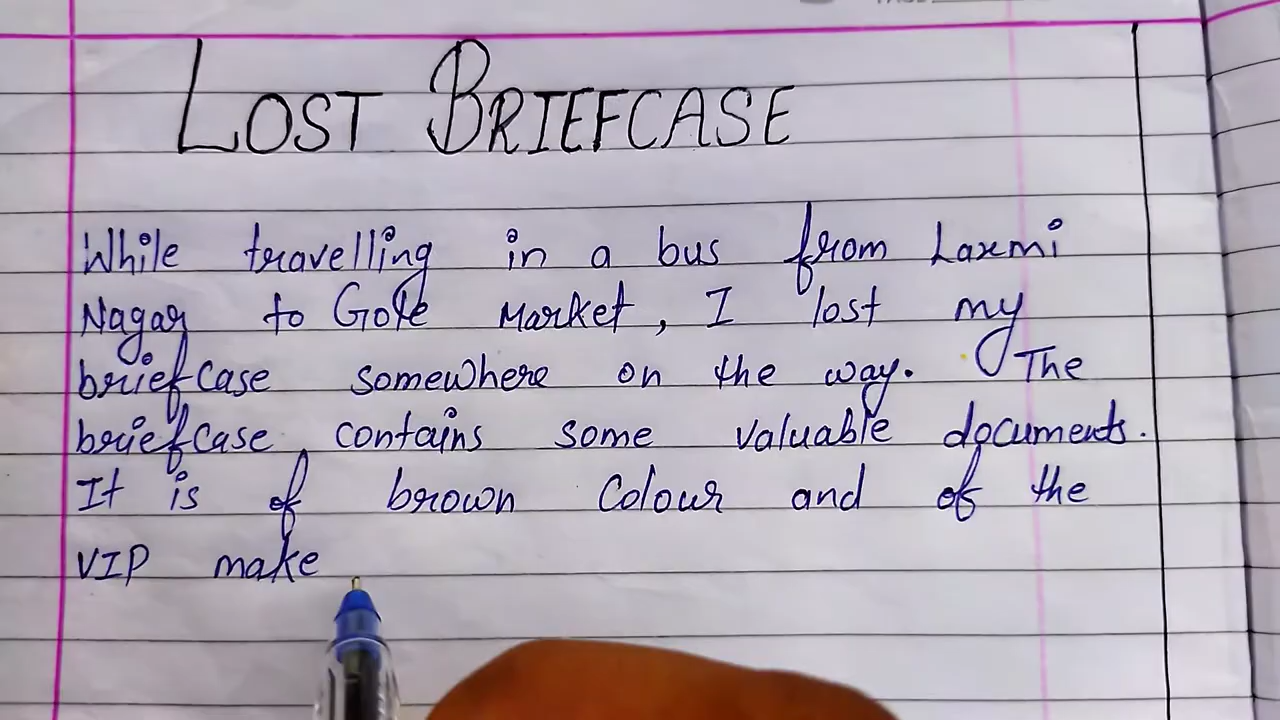 LOST BRIEFCASE
While travelling in a bus from Laxmi
Nagar to Gole Market, I lost my
briefcase somewhere on the way. The
briefcase contains some valuable documents.
It is of brown Colour and of the
VIP make